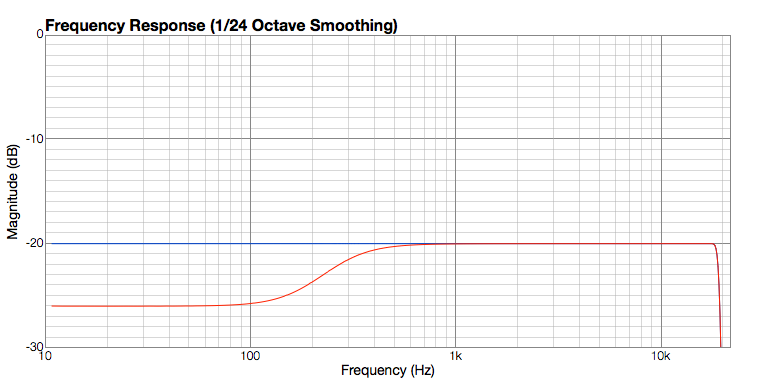 Frequency Response (1/24 Octave Smoothing)
0
-10
-20
-30
Magnitude (dB)
10
100
1k
10k
Frequency (Hz)